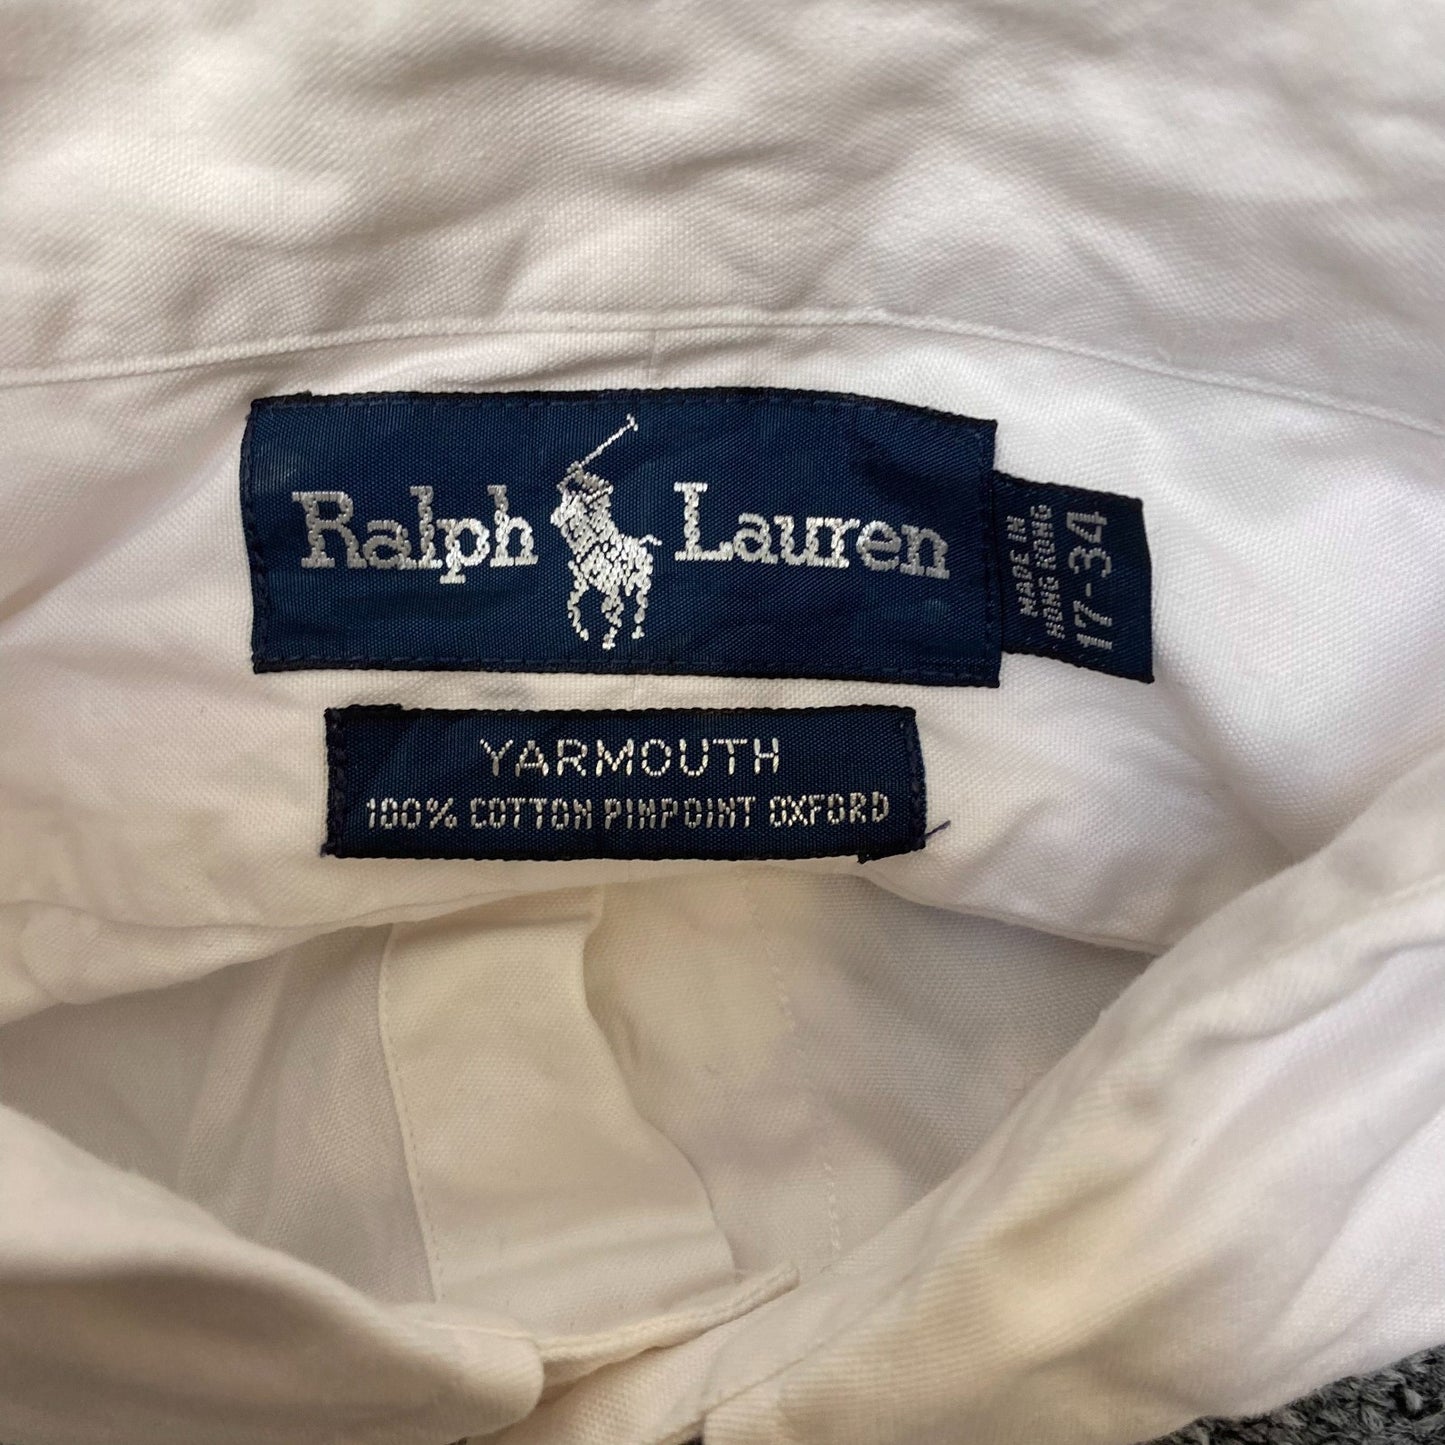 Ralph Lauren
MADE IN
HONG KONG
17-34
YARMOUTH
100% COTTON PINPOINT OXFORD